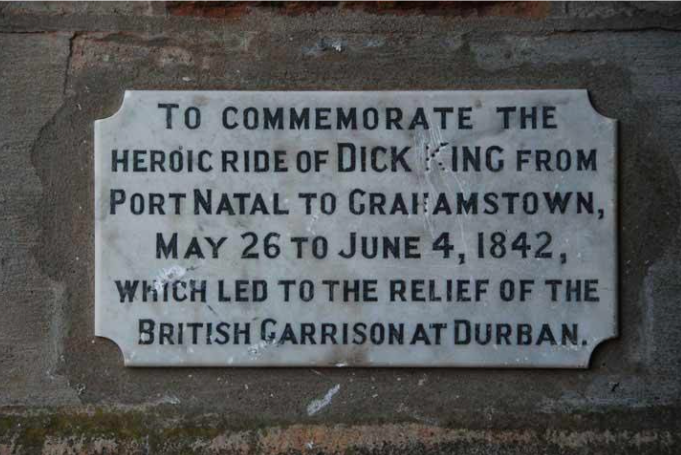 TO COMMEMORATE THE
HEROIC RIDE OF DICK KING FROM
PORT NATAL TO GRAHAMSTOWN,
MAY 26 TO JUNE 4, 1842,
WHICH LED TO THE RELIEF OF THE
BRITISH GARRISON AT DURBAN.